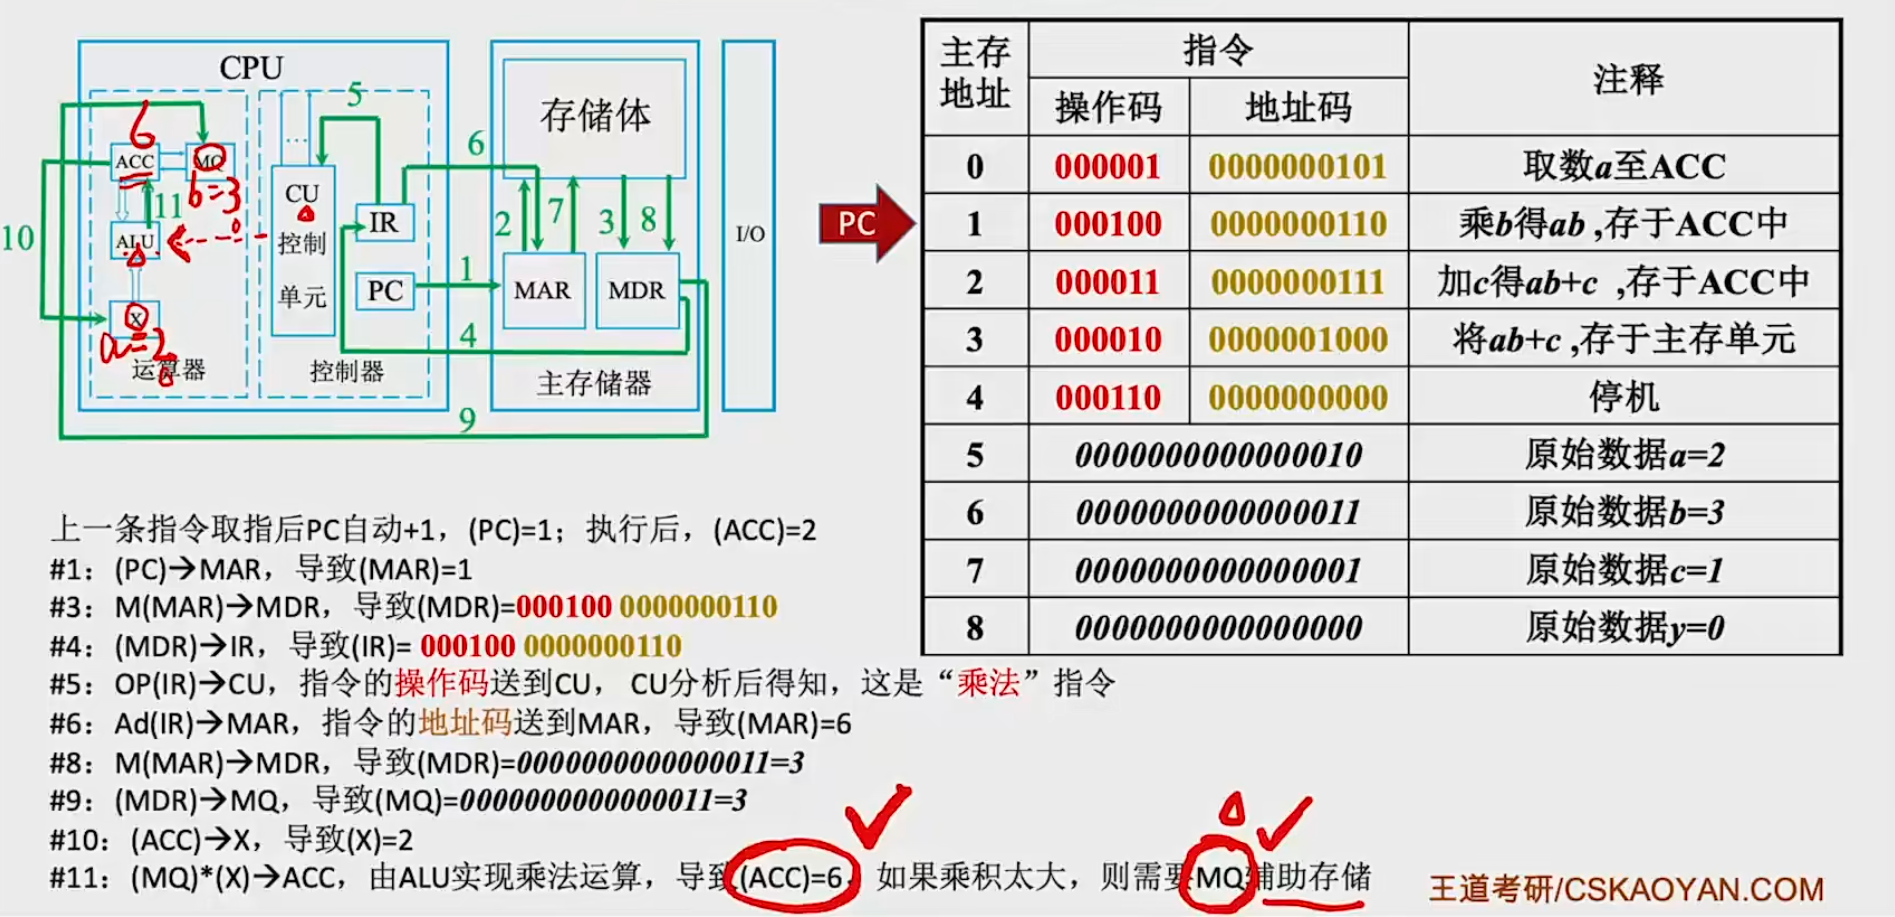 CPU
ACC
MQ
6
b=3
11
ALU
X
a=2
运算器
10
5
...
CU
控制
单元
IR
PC
控制器
1
4
9
6
存储体
2
7
3
8
MAR
MDR
主存储器
I/O
PC
主存地址 指令 注释
操作码 地址码
0 000001 0000000101 取数a至ACC
1 000100 0000000110 乘b得ab ,存于ACC中
2 000011 0000000111 加c得ab+c ,存于ACC中
3 000010 0000001000 将ab+c ,存于主存单元
4 000110 0000000000 停机
5 0000000000000010 原始数据a=2
6 0000000000000011 原始数据b=3
7 0000000000000001 原始数据c=1
8 0000000000000000 原始数据y=0
上一条指令取指后PC自动+1，(PC)=1；执行后，(ACC)=2
#1：(PC)→MAR，导致(MAR)=1
#3：M(MAR)→MDR，导致(MDR)=000100 0000000110
#4：(MDR)→IR，导致(IR)= 000100 0000000110
#5：OP(IR)→CU，指令的操作码送到CU，CU分析后得知，这是“乘法”指令
#6：Ad(IR)→MAR，指令的地址码送到MAR，导致(MAR)=6
#8：M(MAR)→MDR，导致(MDR)=0000000000000011=3
#9：(MDR)→MQ，导致(MQ)=0000000000000011=3
#10：(ACC)→X，导致(X)=2
#11：(MQ)*(X)→ACC，由ALU实现乘法运算，导致(ACC)=6，如果乘积太大，则需要MQ辅助存储
王道考研/CSKAOYAN.COM